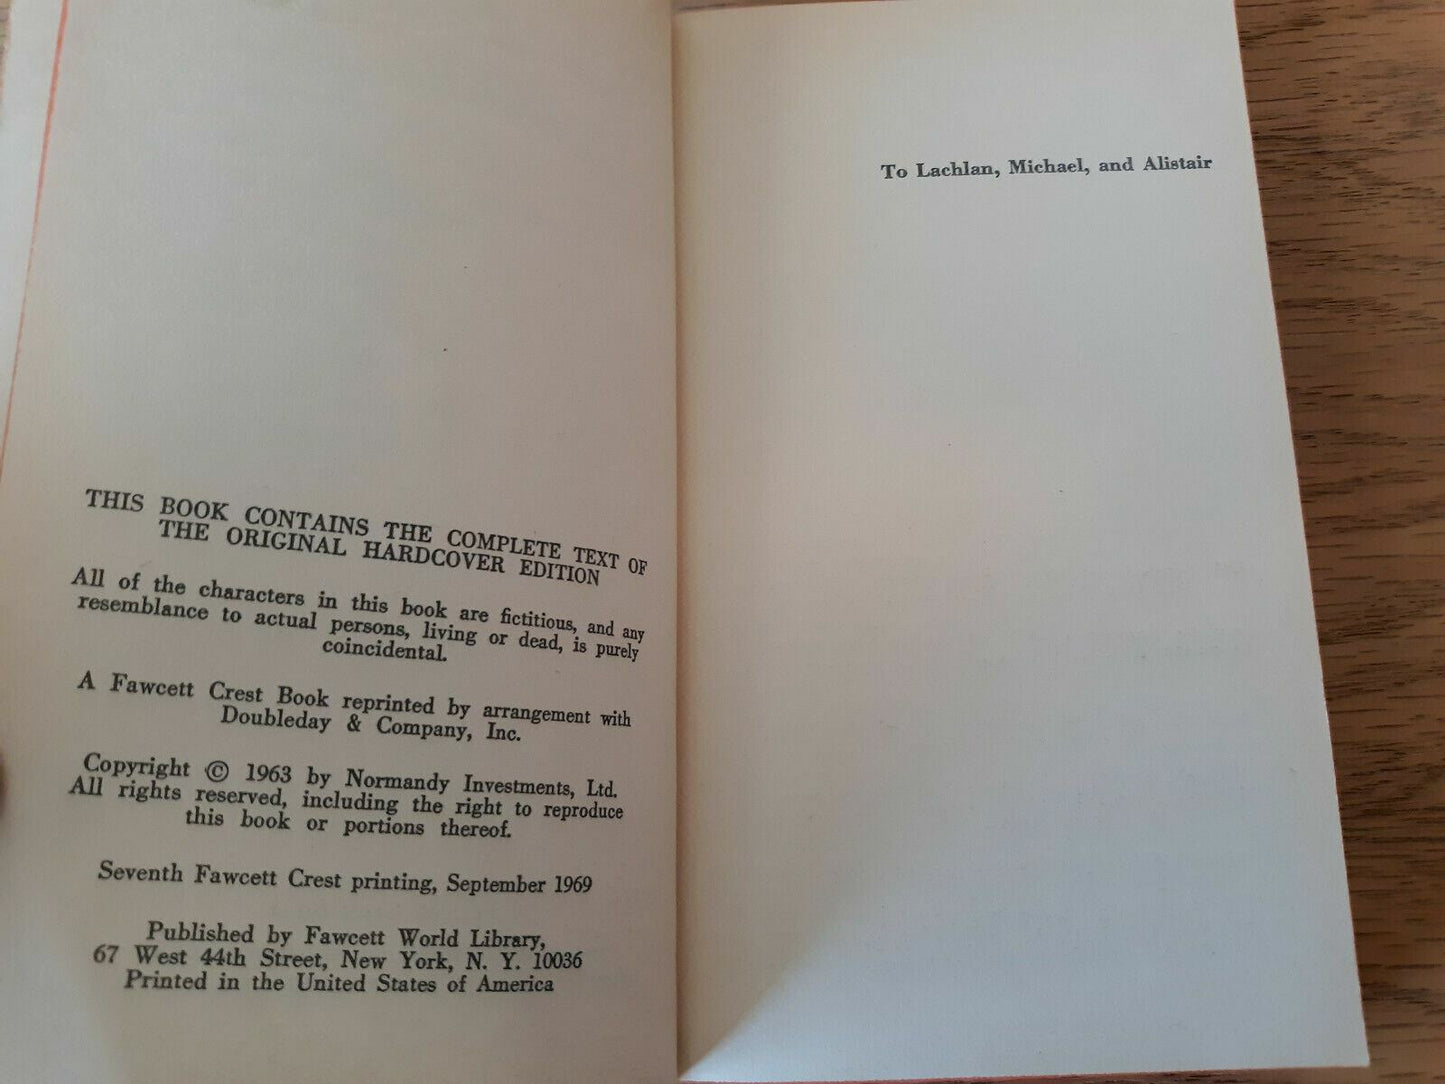 THIS BOOK CONTAINS THE COMPLETE TEXT OF
THE ORIGINAL HARDCOVER EDITION
All of the characters in this book are fictitious, and any
resemblance to actual persons, living or dead, is purely
coincidental.
A Fawcett Crest Book reprinted by arrangement with
Doubleday & Company, Inc.
Copyright © 1963 by Normandy Investments, Ltd.
All rights reserved, including the right to reproduce
this book or portions thereof.
Seventh Fawcett Crest printing, September 1969
Published by Fawcett World Library,
67 West 44th Street, New York, N. Y. 10036
Printed in the United States of America
To Lachlan, Michael, and Alistair